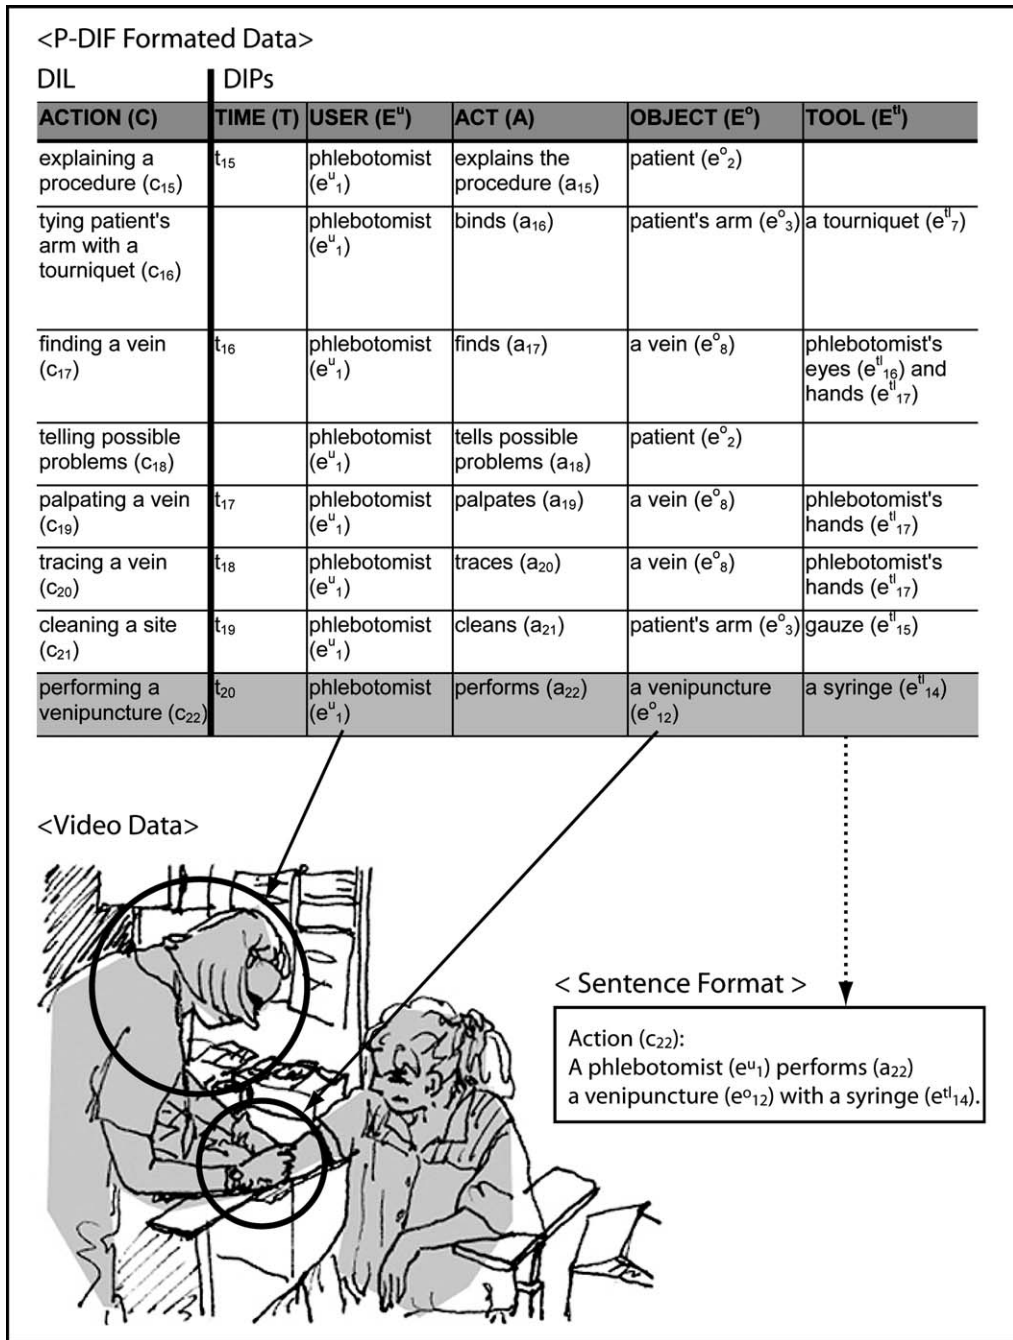 <P-DIF Formated Data>
DIL DIPs
ACTION (C) TIME (T) USER (Eᵘ) ACT (A) OBJECT (Eᵒ) TOOL (Eᵗˡ)
explaining a t₁₅ phlebotomist explains the patient (eᵒ₂)
procedure (c₁₅) (eᵘ₁) procedure (a₁₅)
tying patient's phlebotomist binds (a₁₆) patient's arm (eᵒ₃) a tourniquet (eᵗˡ₇)
arm with a (eᵘ₁)
tourniquet (c₁₆)
finding a vein t₁₆ phlebotomist finds (a₁₇) a vein (eᵒ₈) phlebotomist's
(c₁₇) (eᵘ₁) eyes (eᵗˡ₁₆) and
hands (eᵗˡ₁₇)
telling possible phlebotomist tells possible patient (eᵒ₂)
problems (c₁₈) (eᵘ₁) problems (a₁₈)
palpating a vein t₁₇ phlebotomist palpates (a₁₉) a vein (eᵒ₈) phlebotomist's
(c₁₉) (eᵘ₁) hands (eᵗˡ₁₇)
tracing a vein t₁₈ phlebotomist traces (a₂₀) a vein (eᵒ₈) phlebotomist's
(c₂₀) (eᵘ₁) hands (eᵗˡ₁₇)
cleaning a site t₁₉ phlebotomist cleans (a₂₁) patient's arm (eᵒ₃) gauze (eᵗˡ₁₅)
(c₂₁) (eᵘ₁)
performing a t₂₀ phlebotomist performs (a₂₂) a venipuncture a syringe (eᵗˡ₁₄)
venipuncture (c₂₂) (eᵘ₁) (eᵒ₁₂)
<Video Data>
< Sentence Format >
Action (c₂₂):
A phlebotomist (eᵘ₁) performs (a₂₂)
a venipuncture (eᵒ₁₂) with a syringe (eᵗˡ₁₄).